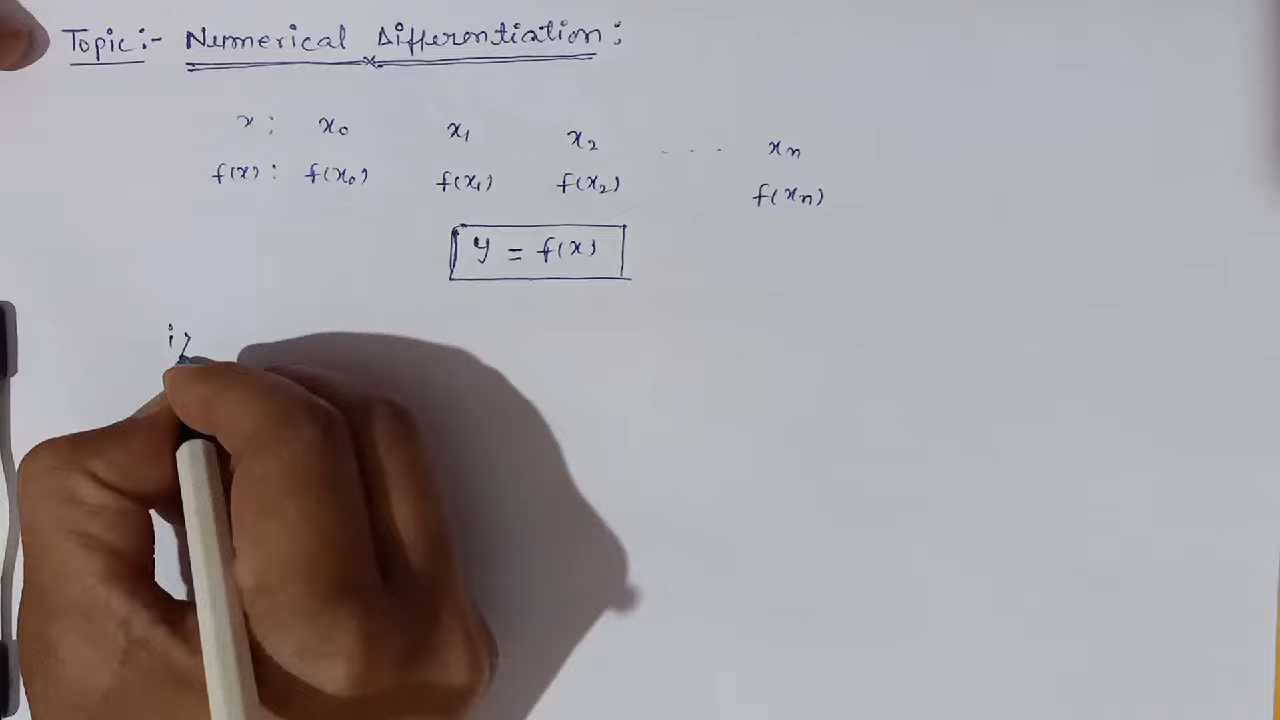 Topic:- Numerical Differentiation:
x: x₀ x₁ x₂ .... xₙ
f(x): f(x₀) f(x₁) f(x₂) f(xₙ)
y = f(x)
i>